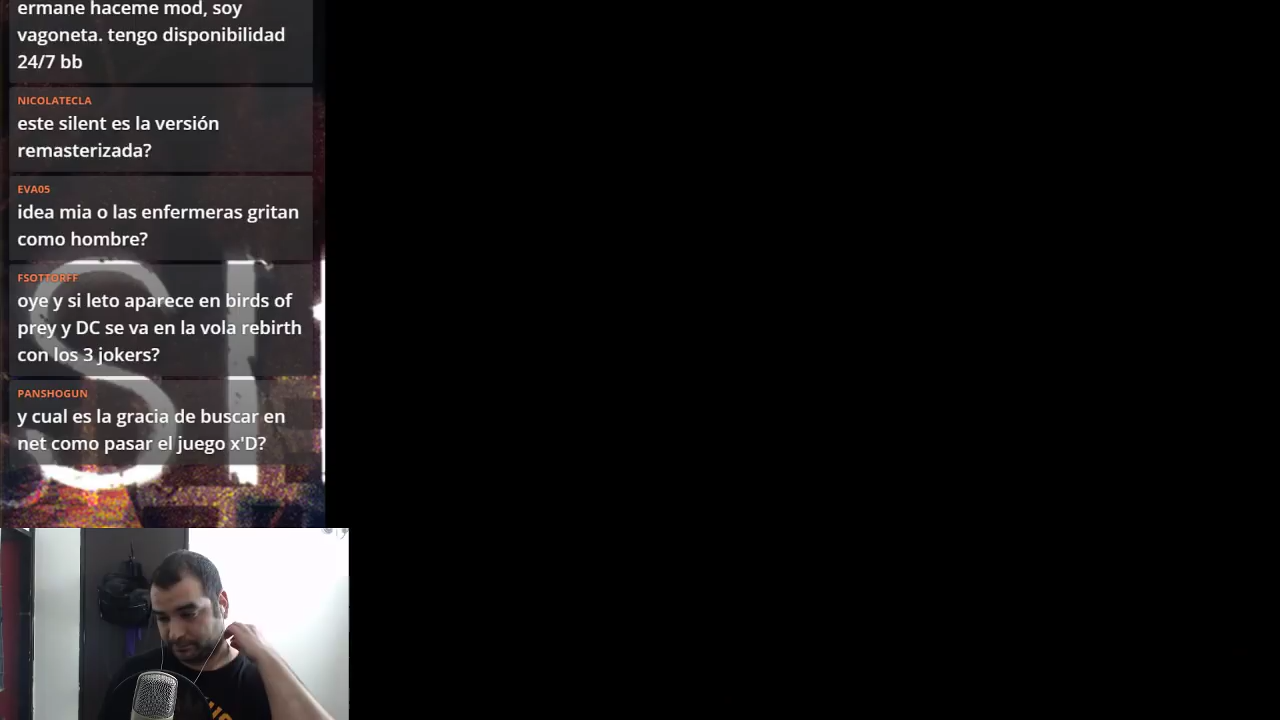 ermane haceme mod, soy
vagoneta. tengo disponibilidad
24/7 bb
NICOLATECLA
este silent es la versión
remasterizada?
EVA05
idea mia o las enfermeras gritan
como hombre?
FSOTTORFF
oye y si leto aparece en birds of
prey y DC se va en la vola rebirth
con los 3 jokers?
PANSHOGUN
y cual es la gracia de buscar en
net como pasar el juego x'D?
SI